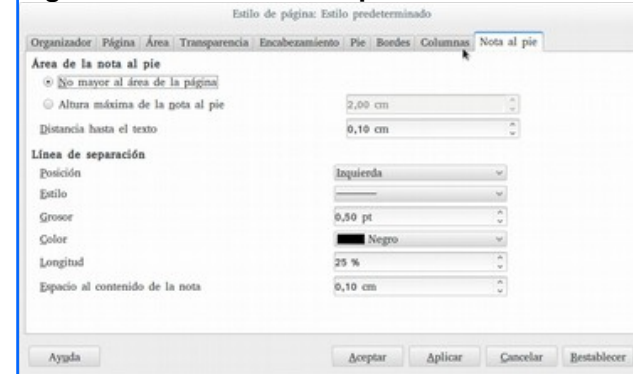 Estilo de página: Estilo predeterminado
Organizador Página Área Transparencia Encabezamiento Pie Bordes Columnas Nota al pie
Área de la nota al pie
No mayor al área de la página
Altura máxima de la nota al pie 2,00 cm
Distancia hasta el texto 0,10 cm
Línea de separación
Posición Izquierda
Estilo
Grosor 0,50 pt
Color Negro
Longitud 25 %
Espacio al contenido de la nota 0,10 cm
Ayuda Aceptar Aplicar Cancelar Restablecer